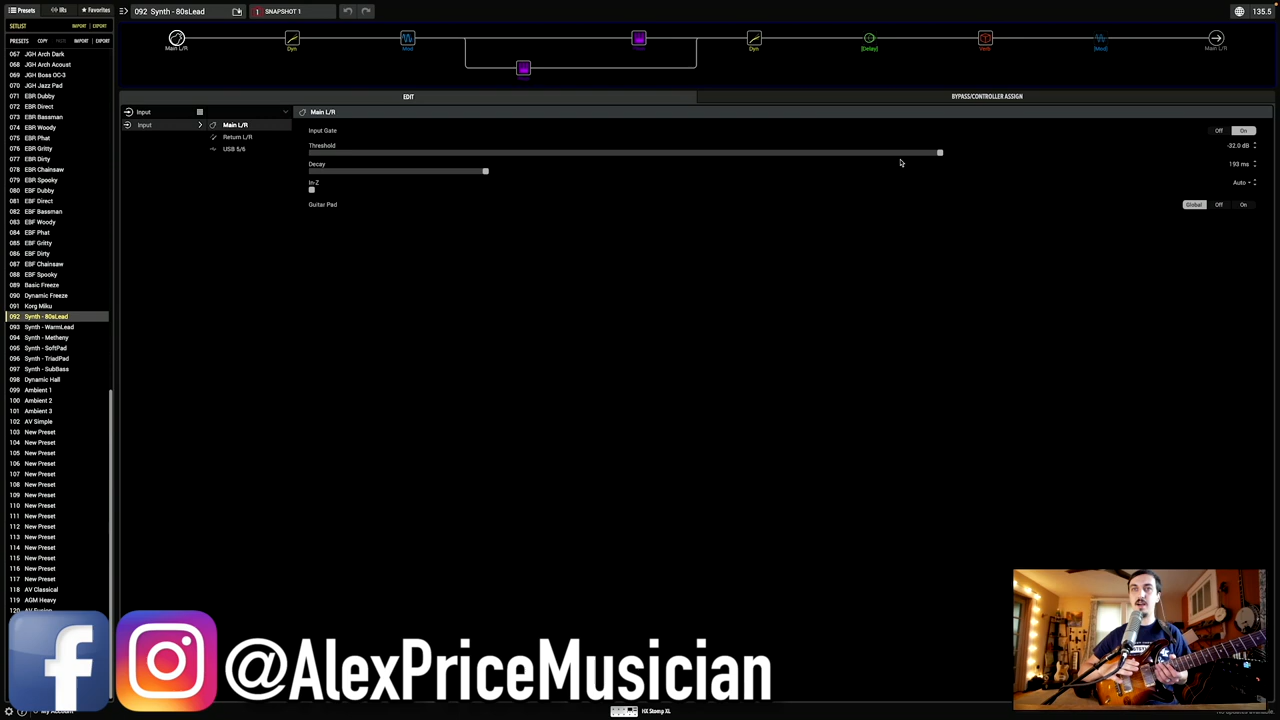 Presets
IRs
Favorites
092 Synth - 80sLead
1 SNAPSHOT 1
135.5
SETLIST
IMPORT
EXPORT
PRESETS
COPY
PASTE
IMPORT
EXPORT
Main L/R
Dyn
Mod
Dyn
[Delay]
Verb
[Mod]
Main L/R
EDIT
BYPASS/CONTROLLER ASSIGN
Input
Input
Main L/R
Return L/R
USB 5/6
Main L/R
Input Gate
Off
On
Threshold
-32.0 dB
Decay
193 ms
In-Z
Auto
Guitar Pad
Global
Off
On
067 JGH Arch Dark
068 JGH Arch Acoust
069 JGH Boss OC-3
070 JGH Jazz Pad
071 EBR Dubby
072 EBR Direct
073 EBR Bassman
074 EBR Woody
075 EBR Phat
076 EBR Gritty
077 EBR Dirty
078 EBR Chainsaw
079 EBR Spooky
080 EBF Dubby
081 EBF Direct
082 EBF Bassman
083 EBF Woody
084 EBF Phat
085 EBF Gritty
086 EBF Dirty
087 EBF Chainsaw
088 EBF Spooky
089 Basic Freeze
090 Dynamic Freeze
091 Korg Miku
092 Synth - 80sLead
093 Synth - WarmLead
094 Synth - Metheny
095 Synth - SoftPad
096 Synth - TriadPad
097 Synth - SubBass
098 Dynamic Hall
099 Ambient 1
100 Ambient 2
101 Ambient 3
102 AV Simple
103 New Preset
104 New Preset
105 New Preset
106 New Preset
107 New Preset
108 New Preset
109 New Preset
110 New Preset
111 New Preset
112 New Preset
113 New Preset
114 New Preset
115 New Preset
116 New Preset
117 New Preset
118 AV Classical
119 AGM Heavy
120 AV Fusion
@AlexPriceMusician
My Account
HX Stomp XL